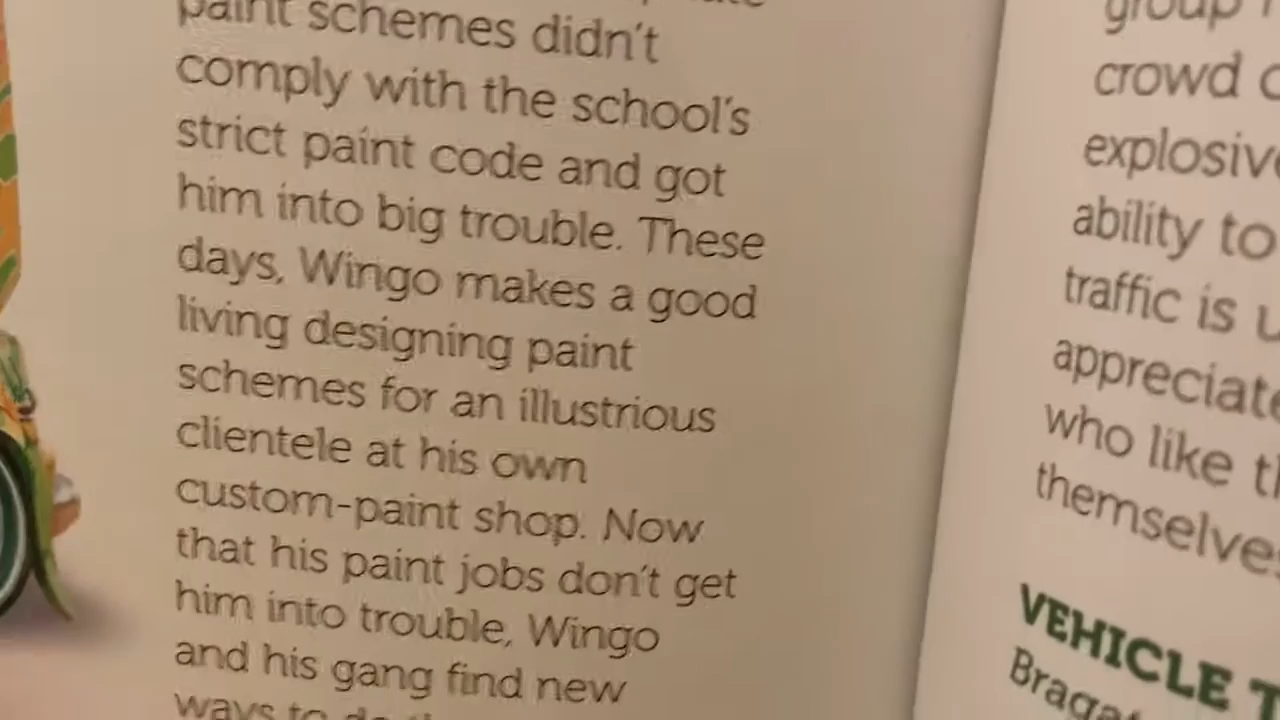 paint schemes didn't
comply with the school's
strict paint code and got
him into big trouble. These
days, Wingo makes a good
living designing paint
schemes for an illustrious
clientele at his own
custom-paint shop. Now
that his paint jobs don't get
him into trouble, Wingo
and his gang find new
ways to
group
crowd
explosive
ability to
traffic is
appreciate
who like
themselves
VEHICLE